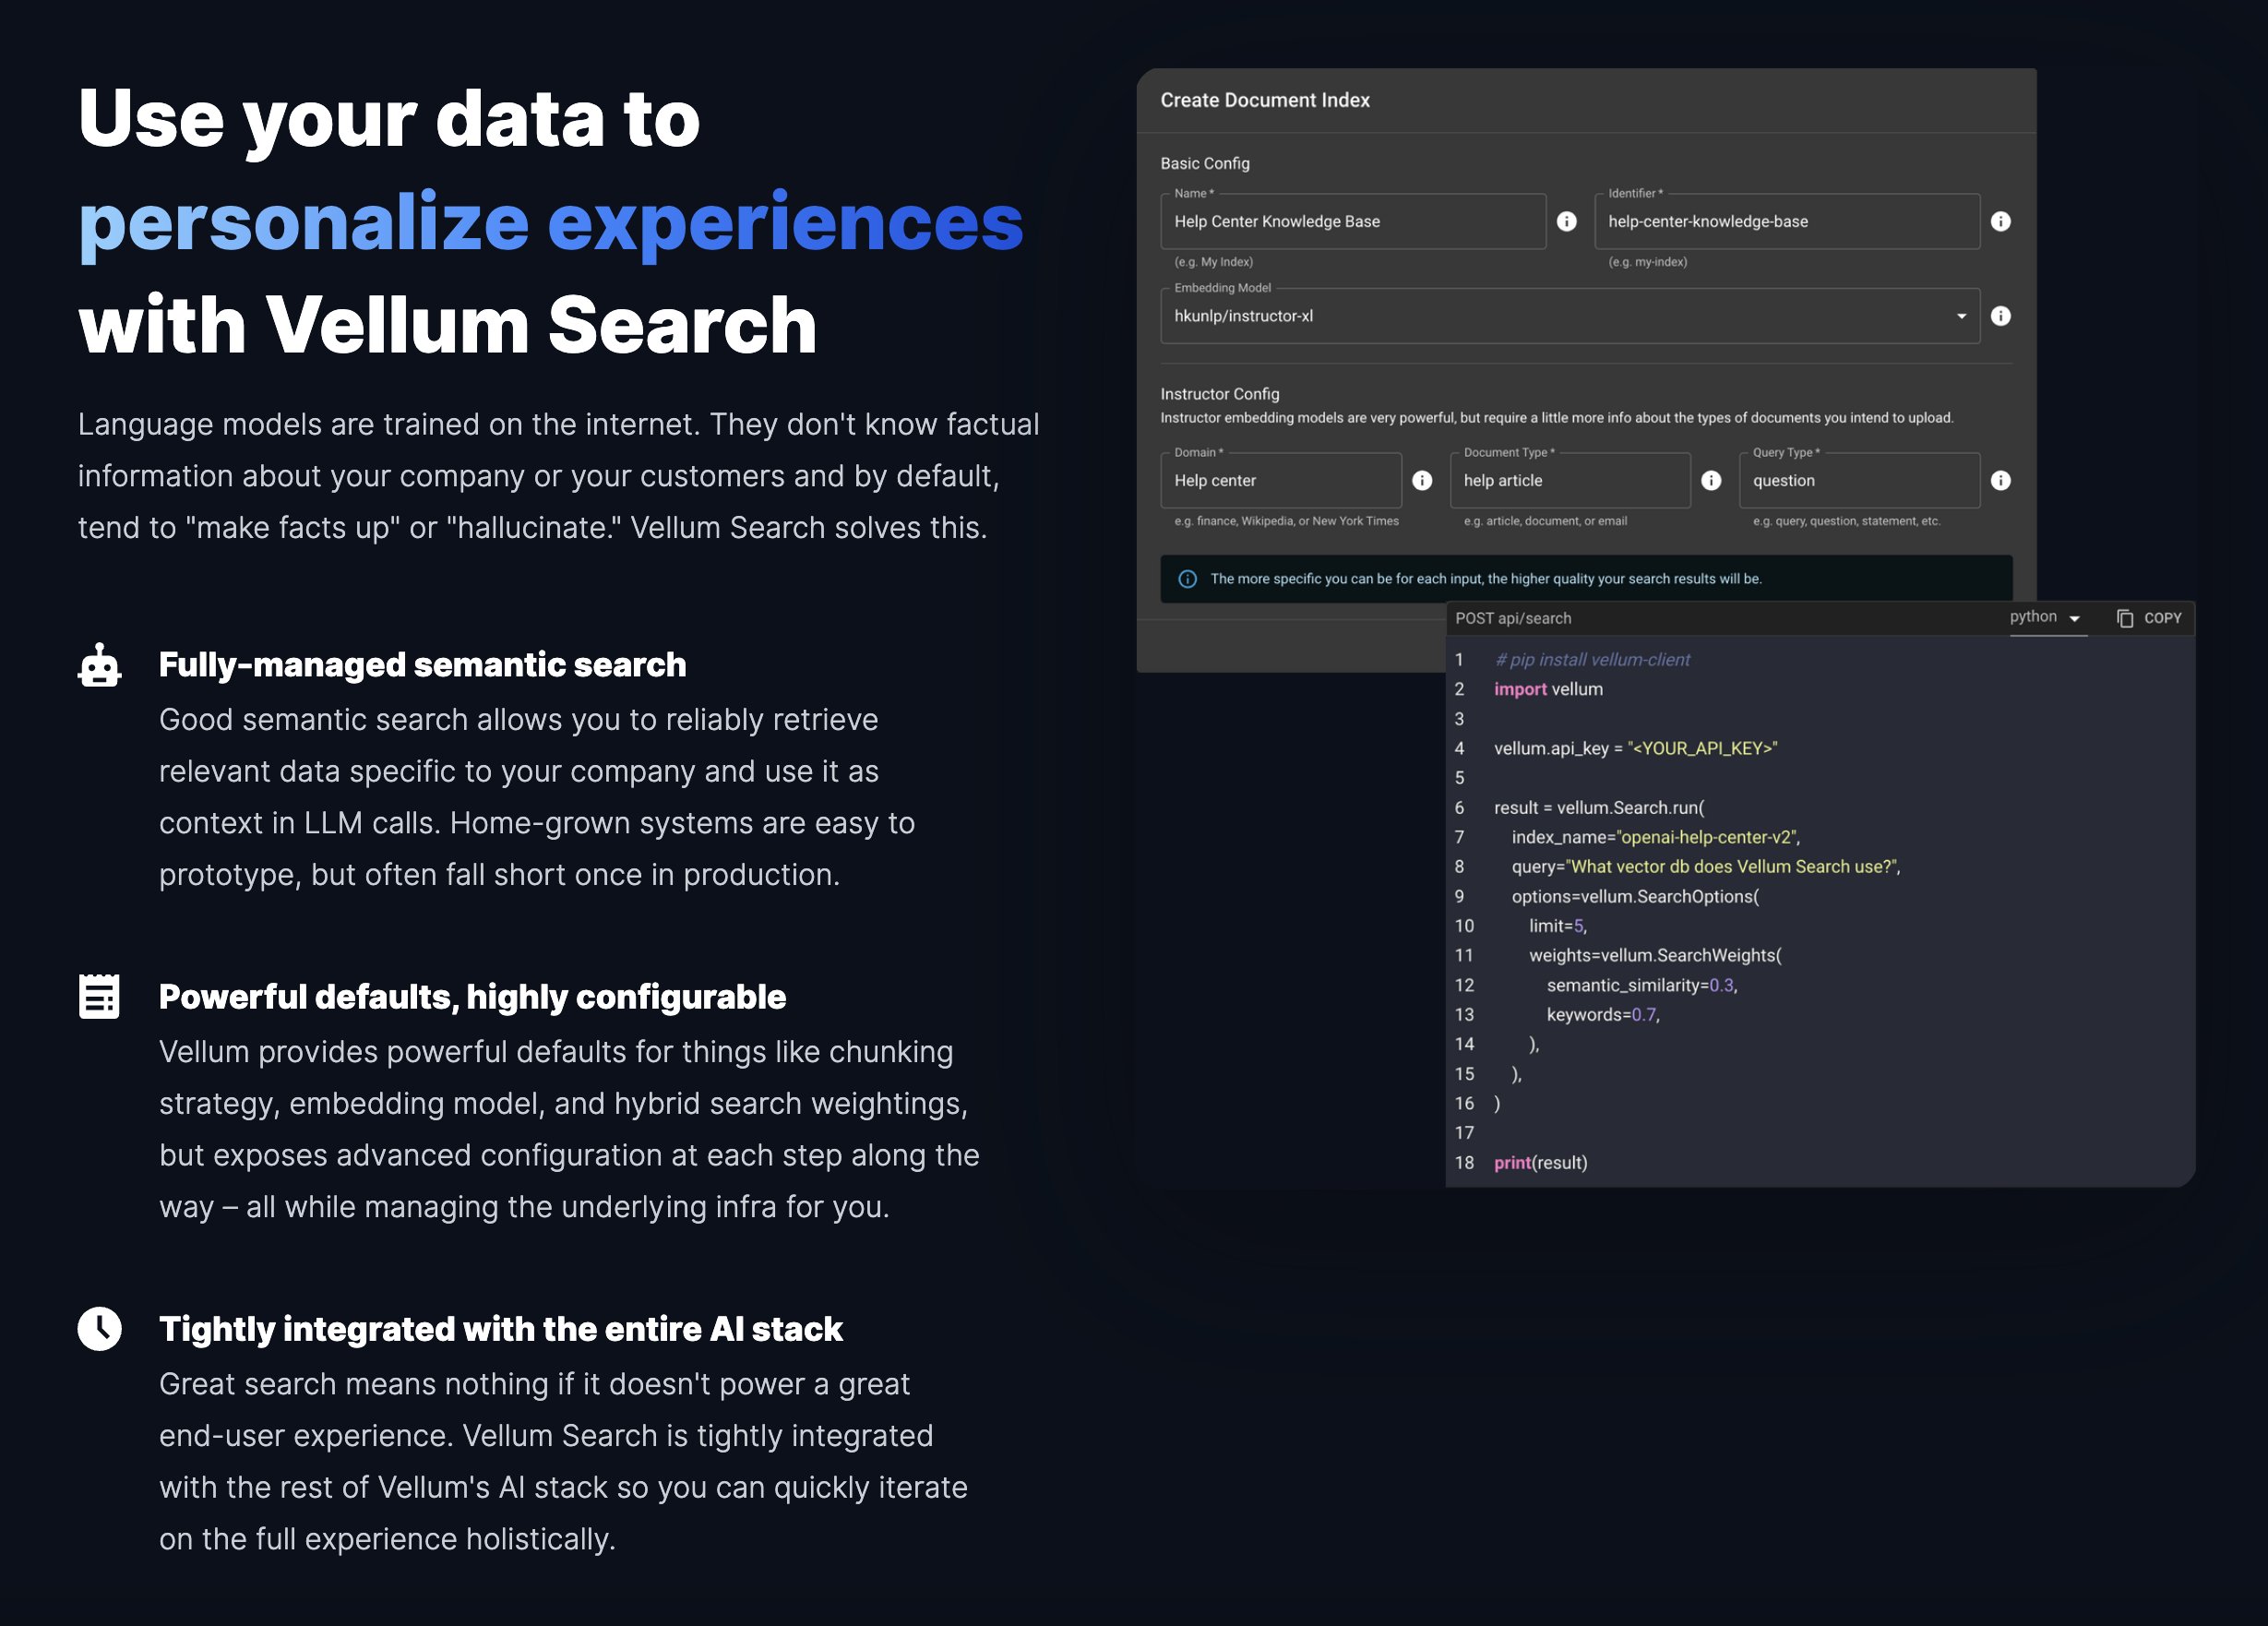 Use your data to
personalize experiences
with Vellum Search
Language models are trained on the internet. They don't know factual
information about your company or your customers and by default,
tend to "make facts up" or "hallucinate." Vellum Search solves this.
Fully-managed semantic search
Good semantic search allows you to reliably retrieve
relevant data specific to your company and use it as
context in LLM calls. Home-grown systems are easy to
prototype, but often fall short once in production.
Powerful defaults, highly configurable
Vellum provides powerful defaults for things like chunking
strategy, embedding model, and hybrid search weightings,
but exposes advanced configuration at each step along the
way – all while managing the underlying infra for you.
Tightly integrated with the entire AI stack
Great search means nothing if it doesn't power a great
end-user experience. Vellum Search is tightly integrated
with the rest of Vellum's AI stack so you can quickly iterate
on the full experience holistically.
Create Document Index
Basic Config
Name * Identifier *
Help Center Knowledge Base help-center-knowledge-base
(e.g. My Index) (e.g. my-index)
Embedding Model
hkunlp/instructor-xl
Instructor Config
Instructor embedding models are very powerful, but require a little more info about the types of documents you intend to upload.
Domain * Document Type * Query Type *
Help center help article question
e.g. finance, Wikipedia, or New York Times e.g. article, document, or email e.g. query, question, statement, etc.
The more specific you can be for each input, the higher quality your search results will be.
POST api/search python COPY
1 # pip install vellum-client
2 import vellum
3
4 vellum.api_key = "<YOUR_API_KEY>"
5
6 result = vellum.Search.run(
7 index_name="openai-help-center-v2",
8 query="What vector db does Vellum Search use?",
9 options=vellum.SearchOptions(
10 limit=5,
11 weights=vellum.SearchWeights(
12 semantic_similarity=0.3,
13 keywords=0.7,
14 ),
15 ),
16 )
17
18 print(result)